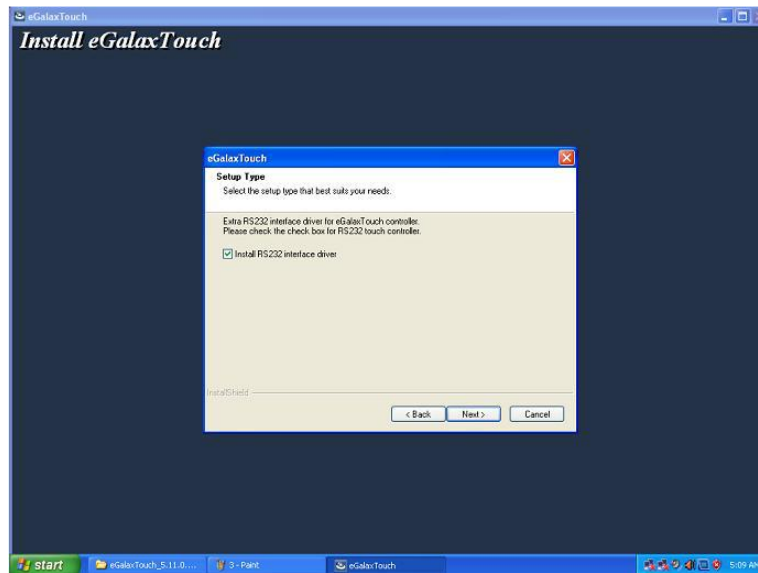 eGalaxTouch
Install eGalaxTouch
eGalaxTouch
Setup Type
Select the setup type that best suits your needs.
Extra RS232 interface driver for eGalaxTouch controller.
Please check the check box for RS232 touch controller.
Install RS232 interface driver
InstallShield
< Back
Next >
Cancel
start
eGalaxTouch_5.11.0....
3 - Paint
eGalaxTouch
5:09 AM